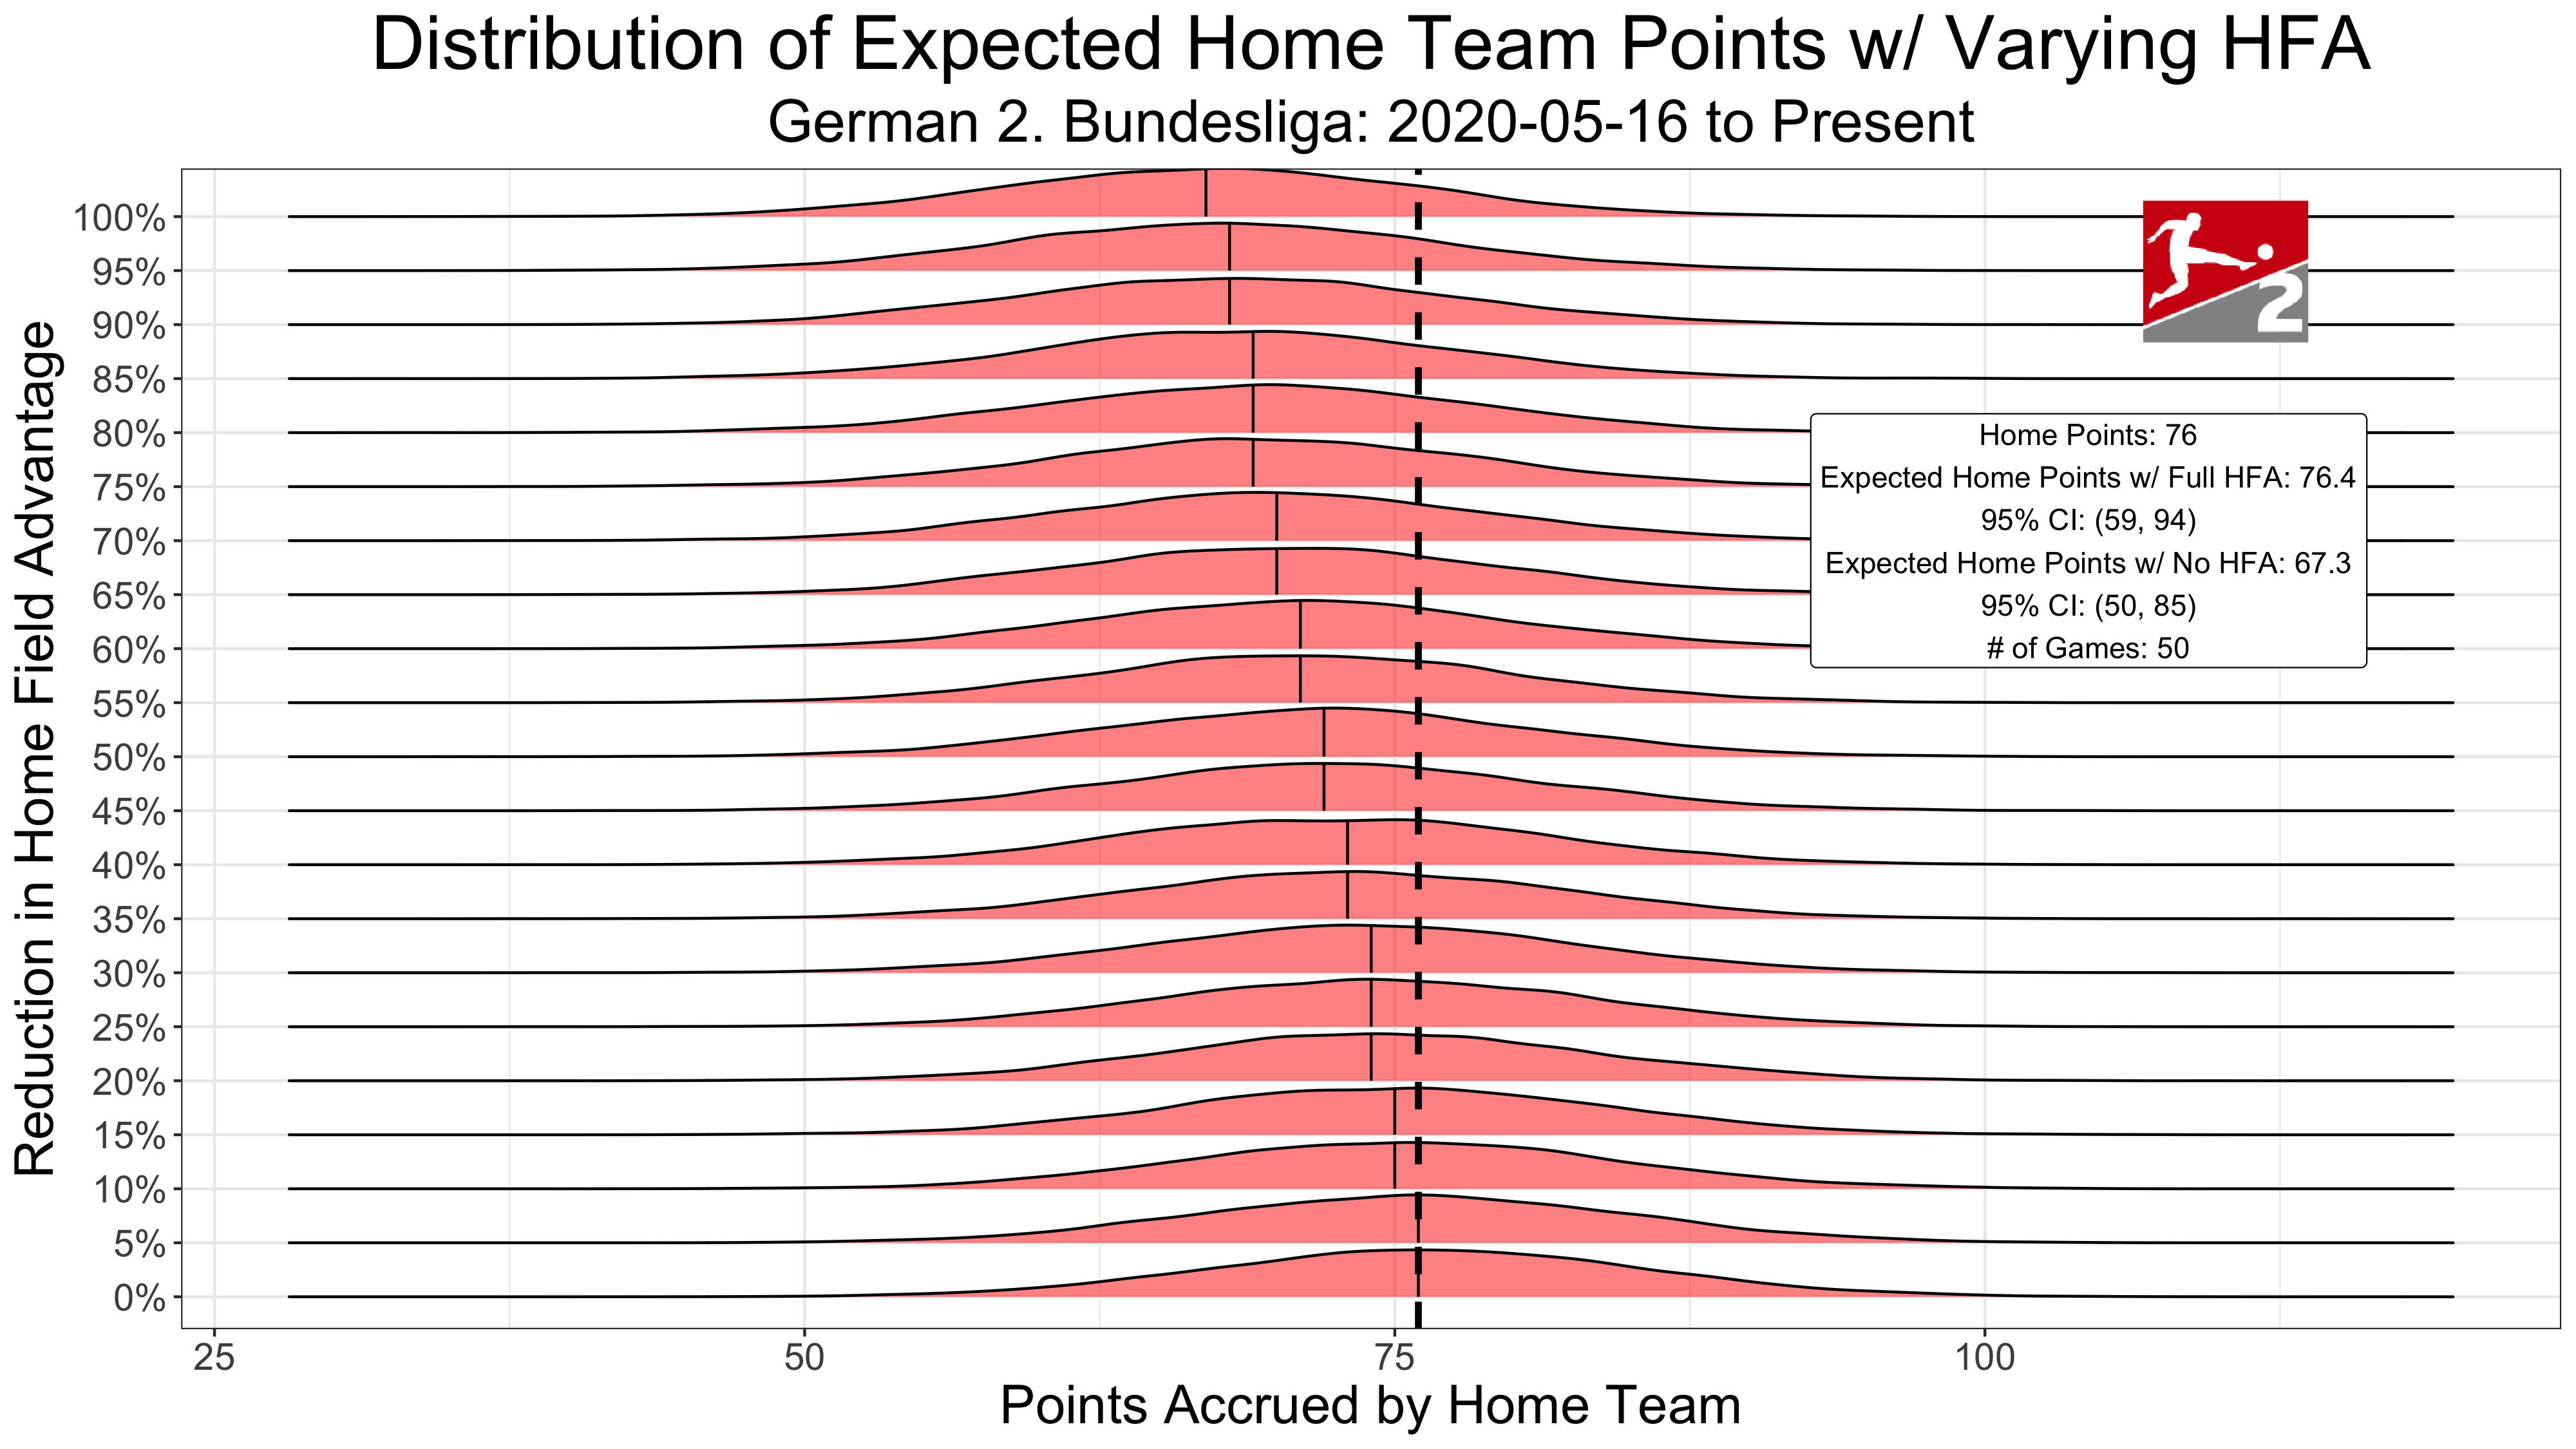 Distribution of Expected Home Team Points w/ Varying HFA
German 2. Bundesliga: 2020-05-16 to Present
Reduction in Home Field Advantage
100%
95%
90%
85%
80%
75%
70%
65%
60%
55%
50%
45%
40%
35%
30%
25%
20%
15%
10%
5%
0%
2
Home Points: 76
Expected Home Points w/ Full HFA: 76.4
95% CI: (59, 94)
Expected Home Points w/ No HFA: 67.3
95% CI: (50, 85)
# of Games: 50
25 50 75 100
Points Accrued by Home Team